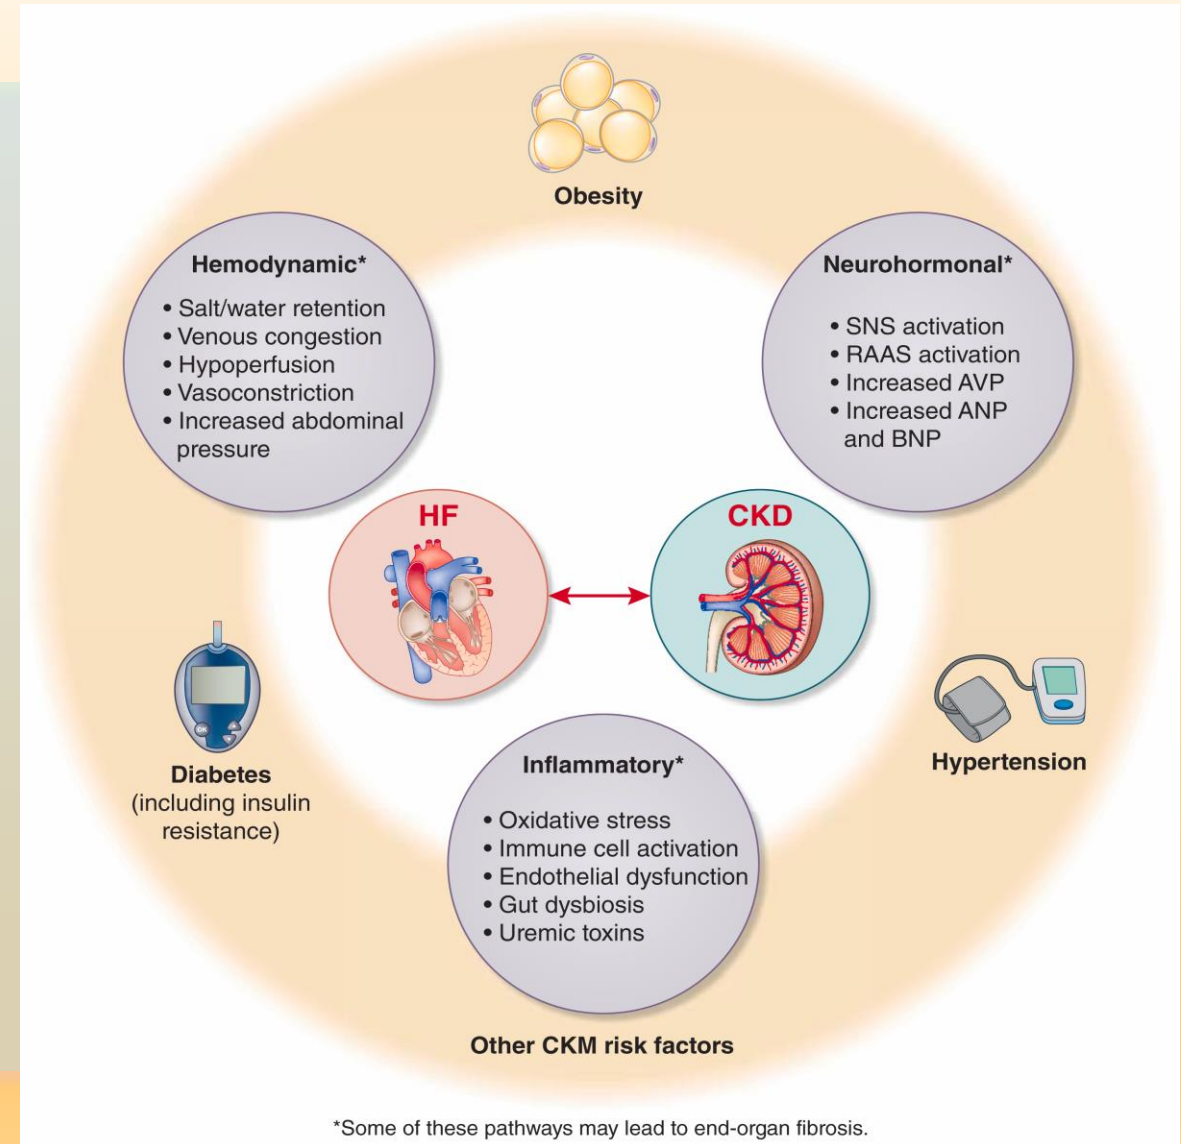 Obesity
Hemodynamic*
• Salt/water retention
• Venous congestion
• Hypoperfusion
• Vasoconstriction
• Increased abdominal
pressure
Neurohormonal*
• SNS activation
• RAAS activation
• Increased AVP
• Increased ANP
and BNP
HF
CKD
Diabetes
(including insulin
resistance)
Hypertension
Inflammatory*
• Oxidative stress
• Immune cell activation
• Endothelial dysfunction
• Gut dysbiosis
• Uremic toxins
Other CKM risk factors
*Some of these pathways may lead to end-organ fibrosis.